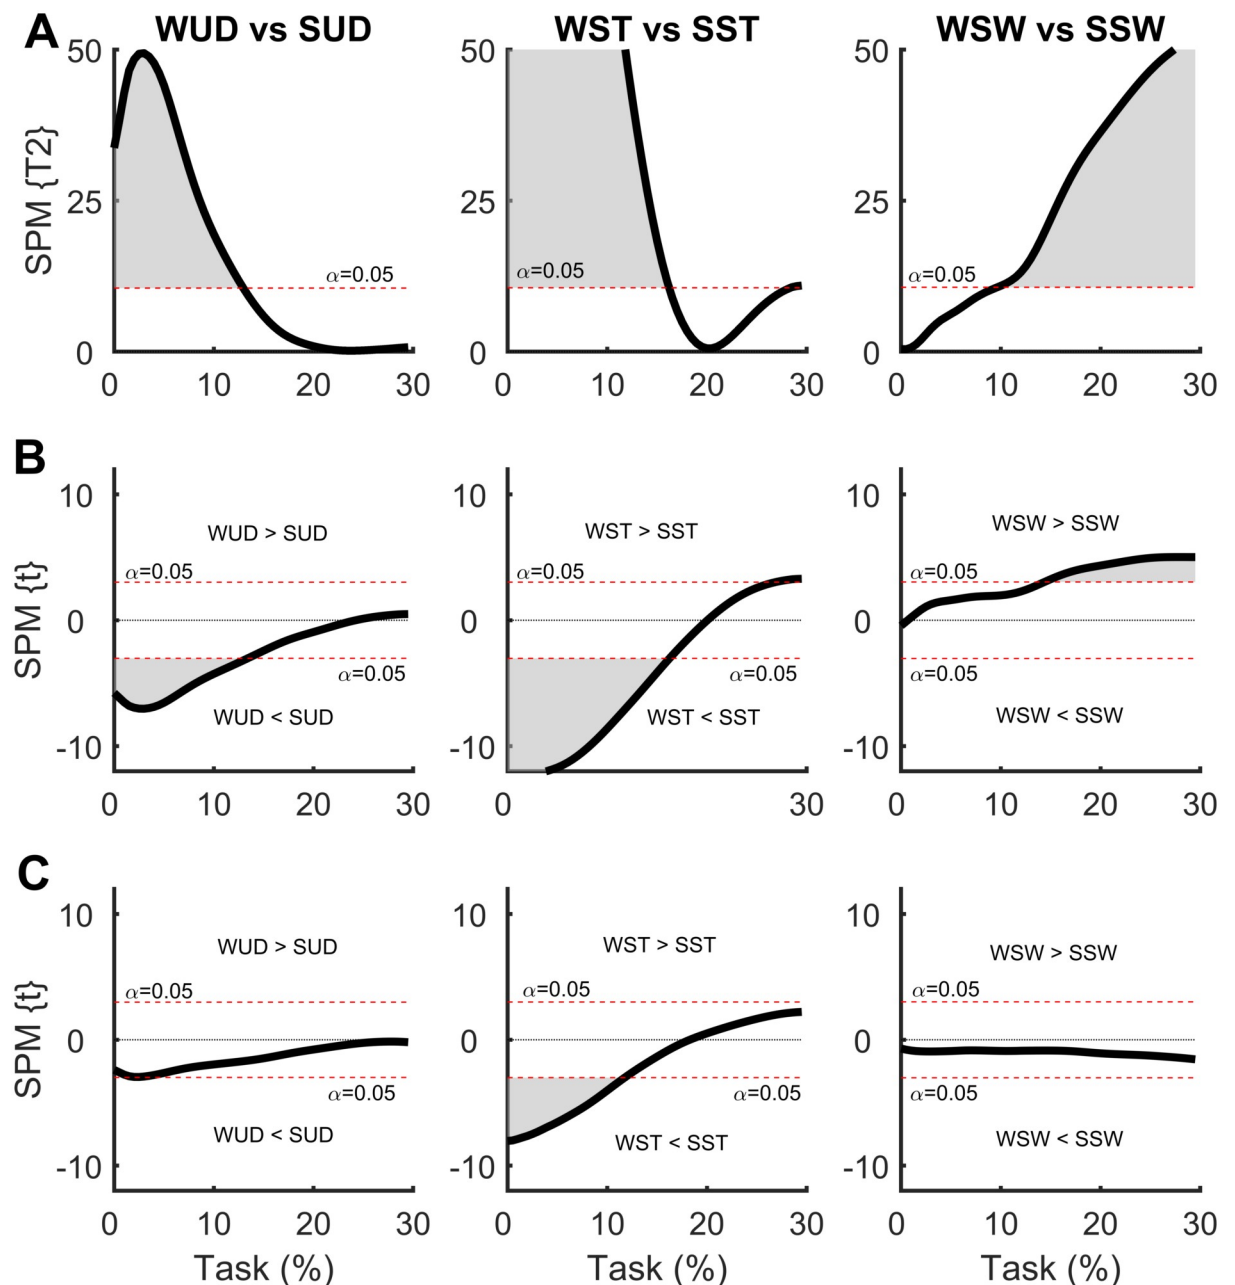 A
WUD vs SUD
WST vs SST
WSW vs SSW
SPM {T2}
50
25
0
α=0.05
0 10 20 30
50
25
0
α=0.05
0 10 20 30
50
25
0
α=0.05
0 10 20 30
B
SPM {t}
10
0
-10
WUD > SUD
α=0.05
α=0.05
WUD < SUD
0 10 20 30
10
0
-10
WST > SST
α=0.05
α=0.05
WST < SST
0 30
10
0
-10
WSW > SSW
α=0.05
α=0.05
WSW < SSW
0 10 20 30
C
SPM {t}
10
0
-10
WUD > SUD
α=0.05
α=0.05
WUD < SUD
0 10 20 30
Task (%)
10
0
-10
WST > SST
α=0.05
α=0.05
WST < SST
0 10 20 30
Task (%)
10
0
-10
WSW > SSW
α=0.05
α=0.05
WSW < SSW
0 10 20 30
Task (%)